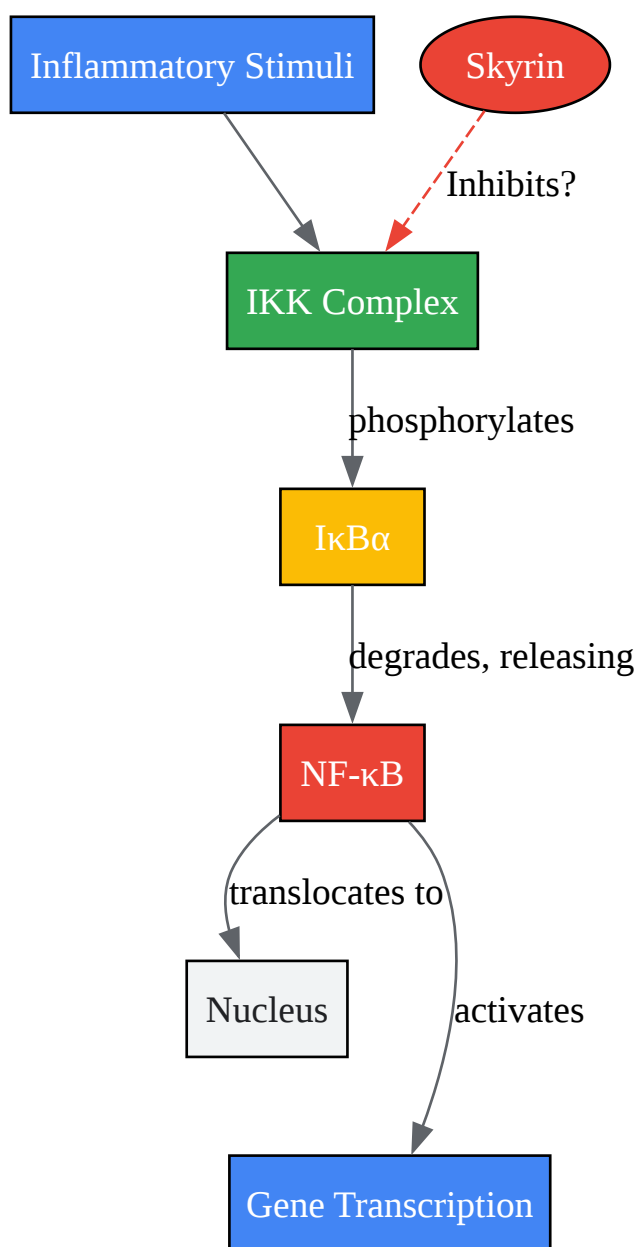 Inflammatory Stimuli
Skyrin
Inhibits?
IKK Complex
phosphorylates
IκBα
degrades, releasing
NF-κB
translocates to
Nucleus
activates
Gene Transcription